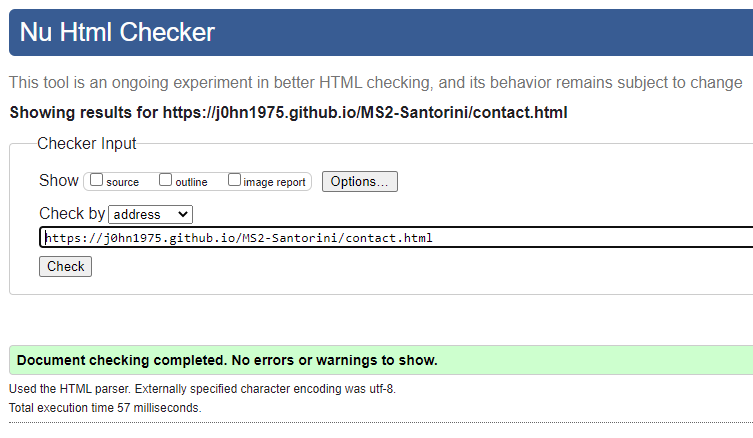 Nu Html Checker
This tool is an ongoing experiment in better HTML checking, and its behavior remains subject to change
Showing results for https://j0hn1975.github.io/MS2-Santorini/contact.html
Checker Input
Show source outline image report Options...
Check by address
https://j0hn1975.github.io/MS2-Santorini/contact.html
Check
Document checking completed. No errors or warnings to show.
Used the HTML parser. Externally specified character encoding was utf-8.
Total execution time 57 milliseconds.